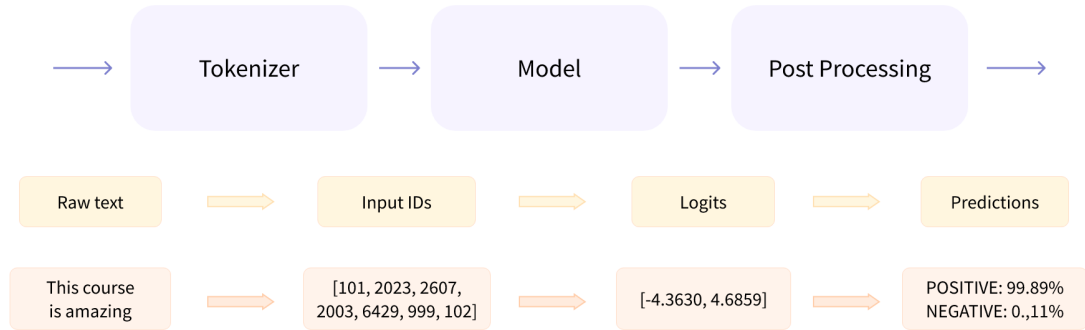 Tokenizer
Model
Post Processing
Raw text
Input IDs
Logits
Predictions
This course
is amazing
[101, 2023, 2607,
2003, 6429, 999, 102]
[-4.3630, 4.6859]
POSITIVE: 99.89%
NEGATIVE: 0.,11%